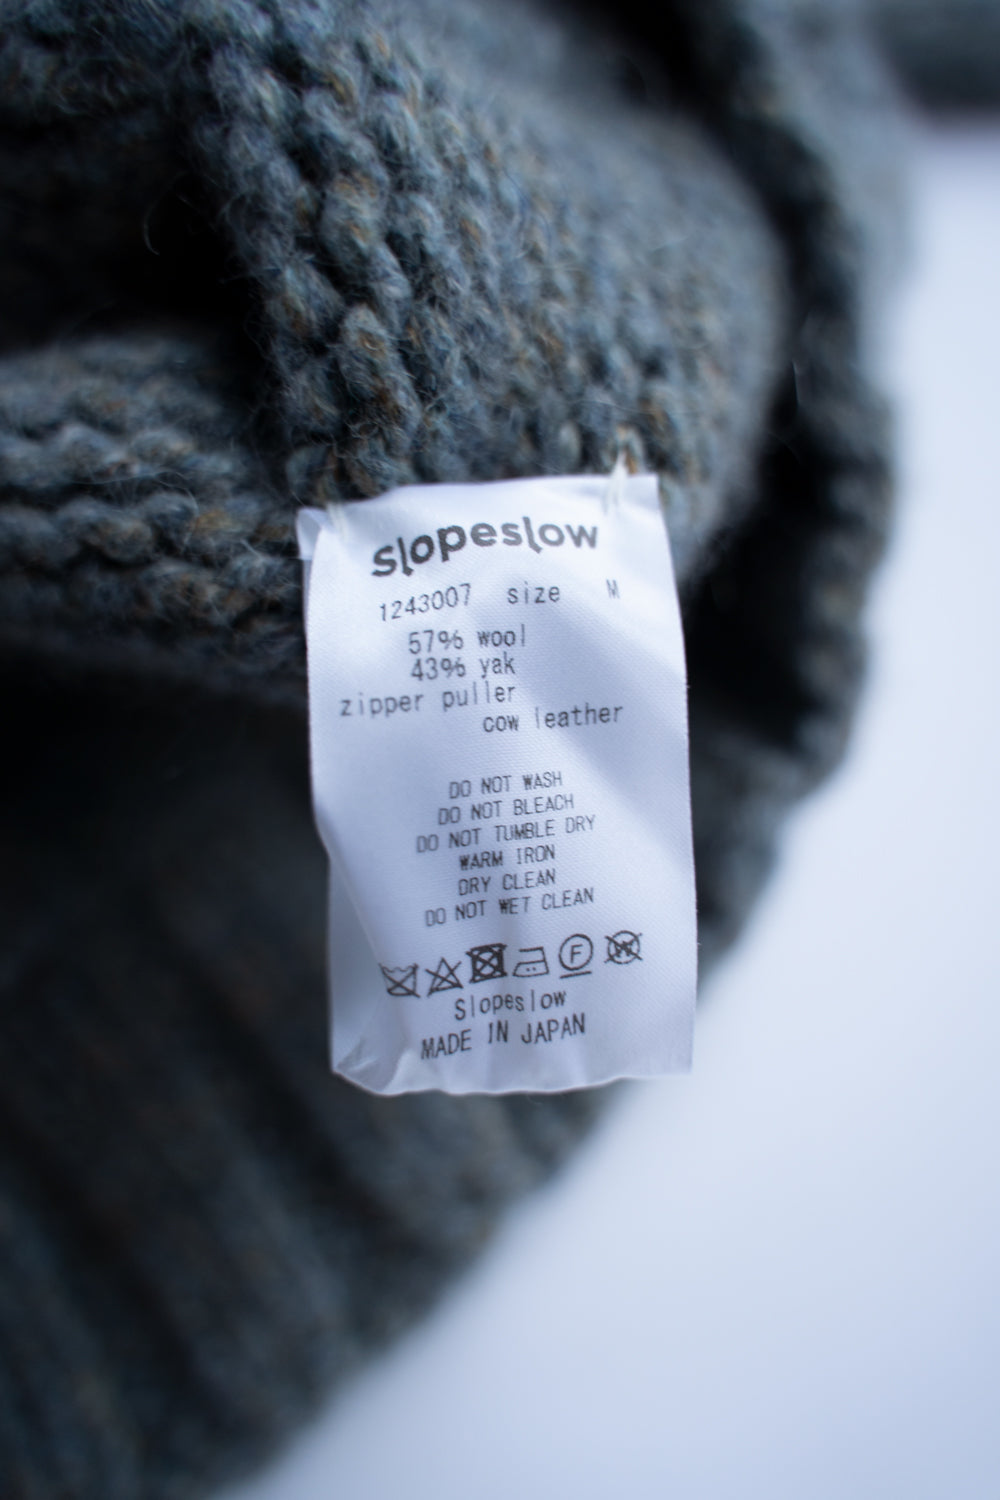 slopeslow
1243007 size M
57% wool
43% yak
zipper puller
cow leather
DO NOT WASH
DO NOT BLEACH
DO NOT TUMBLE DRY
WARM IRON
DRY CLEAN
DO NOT WET CLEAN
F W
Slopeslow
MADE IN JAPAN